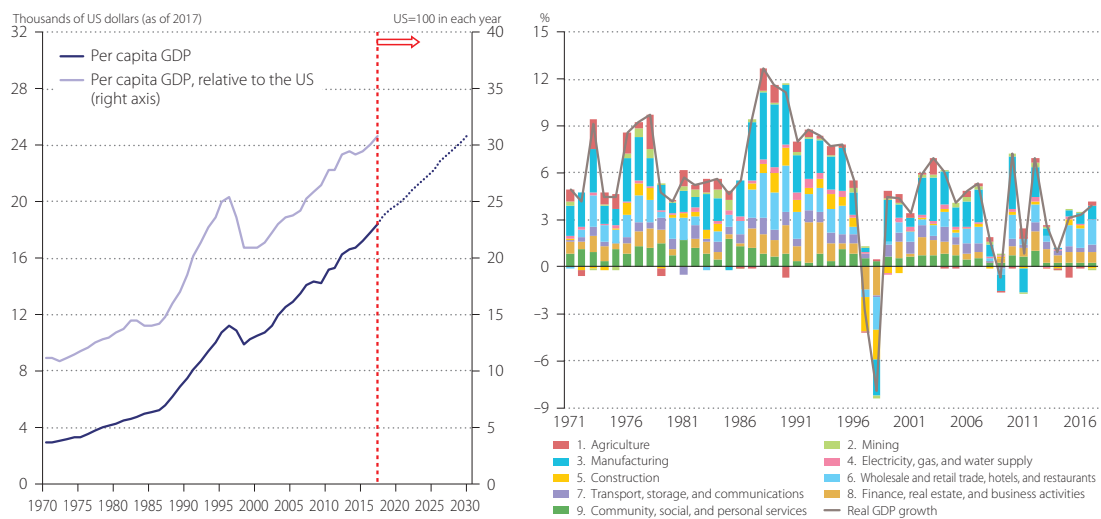 Thousands of US dollars (as of 2017) US=100 in each year
32 40
28 35
24 30
20 25
16 20
12 15
8 10
4 5
0 0
Per capita GDP
Per capita GDP, relative to the US
(right axis)
1970 1975 1980 1985 1990 1995 2000 2005 2010 2015 2020 2025 2030
%
15
12
9
6
3
0
–3
–6
–9
1971 1976 1981 1986 1991 1996 2001 2006 2011 2016
1. Agriculture 2. Mining
3. Manufacturing 4. Electricity, gas, and water supply
5. Construction 6. Wholesale and retail trade, hotels, and restaurants
7. Transport, storage, and communications 8. Finance, real estate, and business activities
9. Community, social, and personal services Real GDP growth